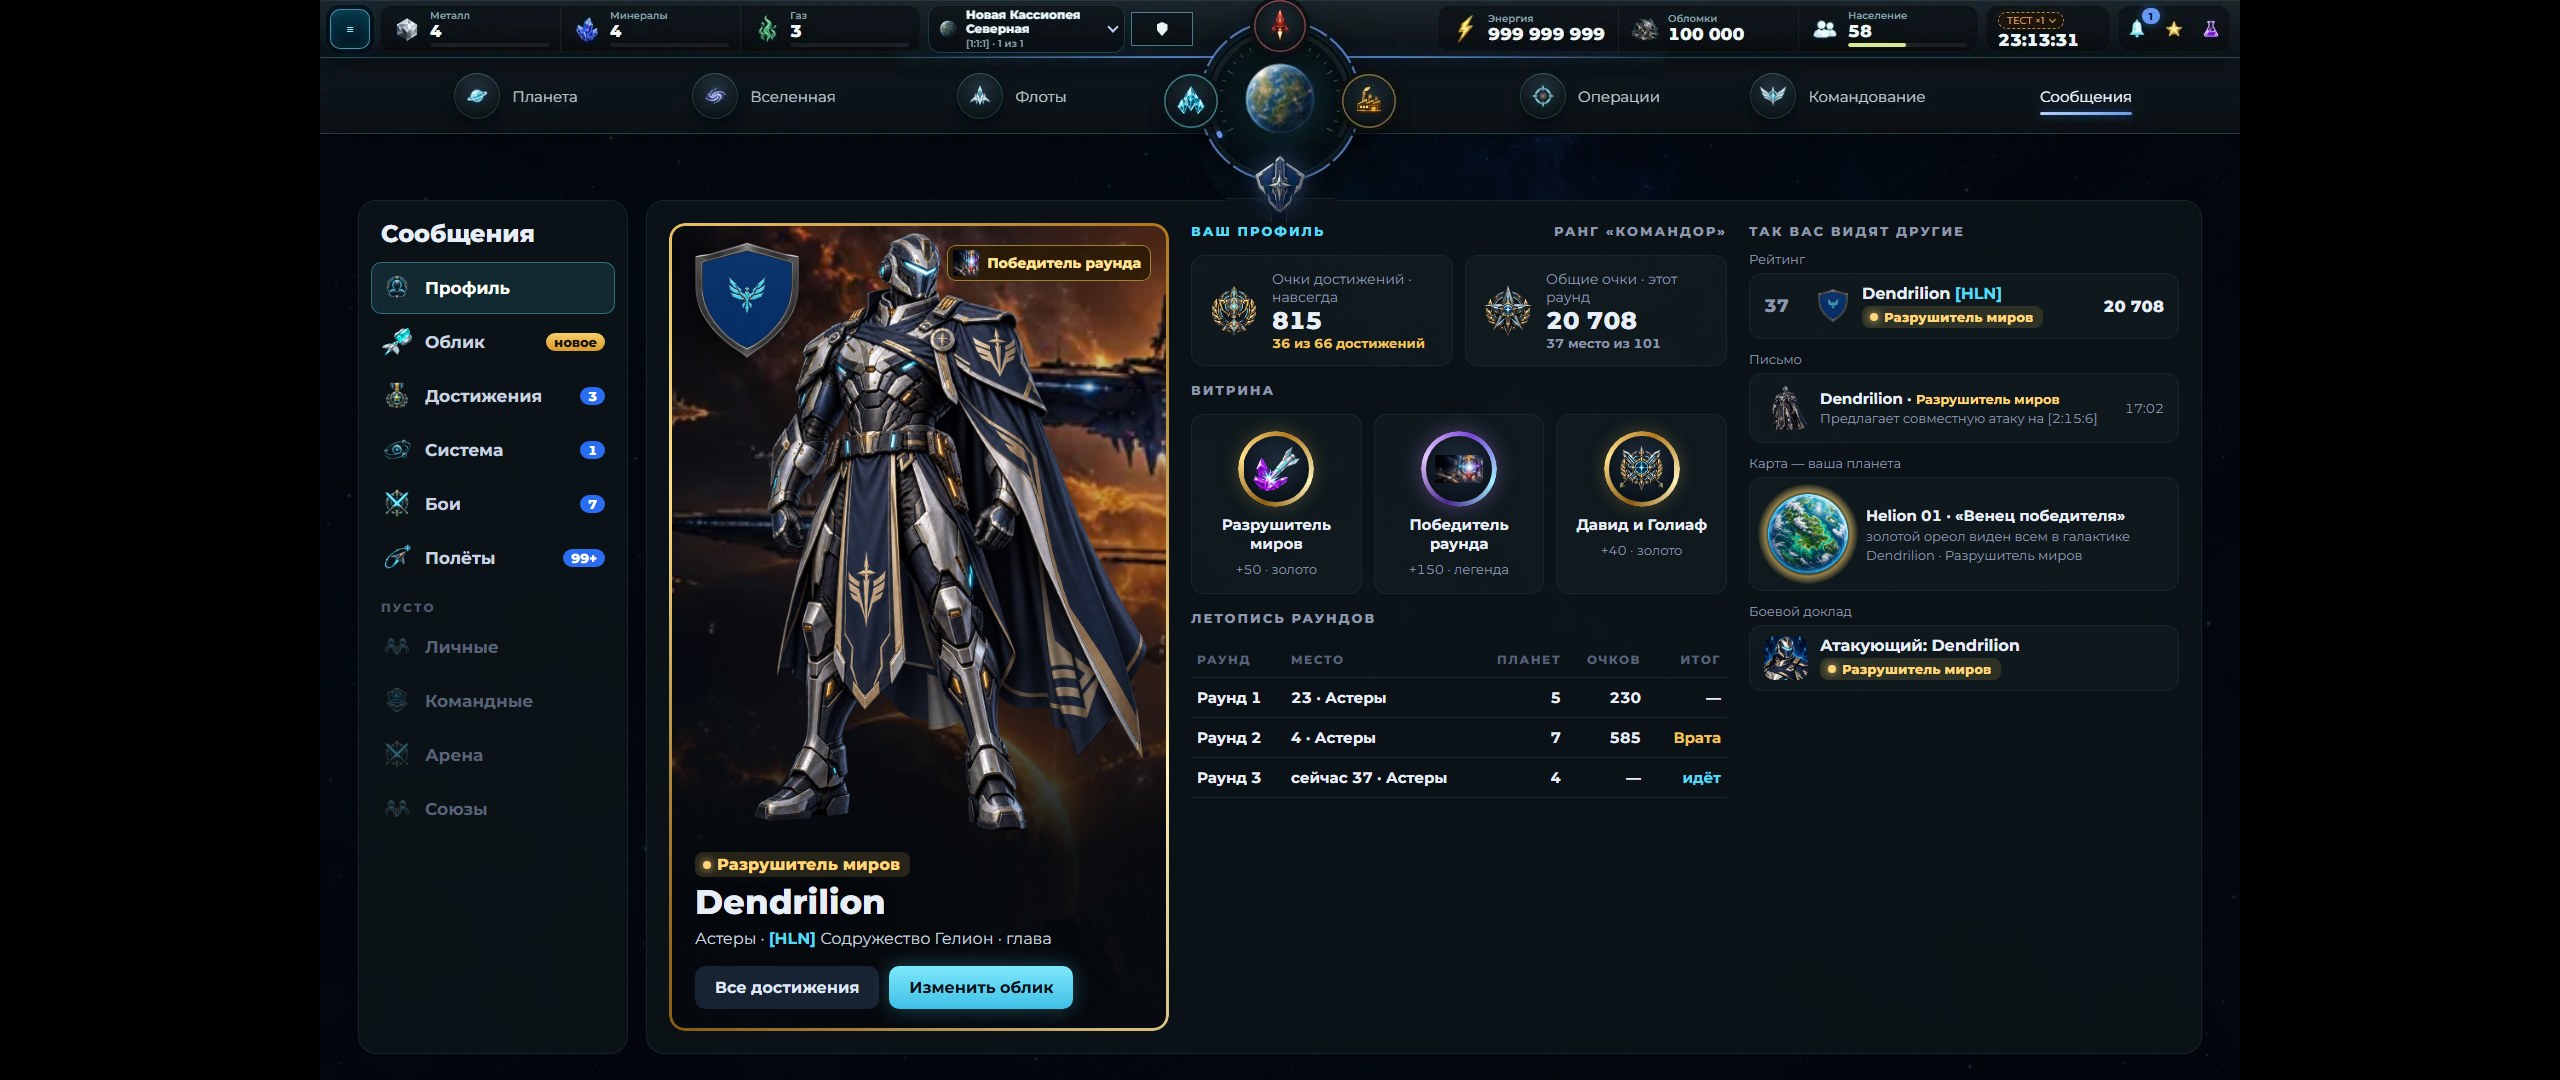 Металл
4
Минералы
4
Газ
3
Новая Кассиопея
Северная
[1:1:1] · 1 из 1
Энергия
999 999 999
Обломки
100 000
Население
58
ТЕСТ ×1
23:13:31
1
Планета
Вселенная
Флоты
Операции
Командование
Сообщения
Сообщения
Профиль
Облик
новое
Достижения
3
Система
1
Бои
7
Полёты
99+
ПУСТО
Личные
Командные
Арена
Союзы
Победитель раунда
Разрушитель миров
Dendrilion
Астеры · [HLN] Содружество Гелион · глава
Все достижения
Изменить облик
ВАШ ПРОФИЛЬ
РАНГ «КОМАНДОР»
Очки достижений ·
навсегда
815
36 из 66 достижений
Общие очки · этот
раунд
20 708
37 место из 101
ВИТРИНА
Разрушитель
миров
+50 · золото
Победитель
раунда
+150 · легенда
Давид и Голиаф
+40 · золото
ЛЕТОПИСЬ РАУНДОВ
РАУНД МЕСТО ПЛАНЕТ ОЧКОВ ИТОГ
Раунд 1 23 · Астеры 5 230 —
Раунд 2 4 · Астеры 7 585 Врата
Раунд 3 сейчас 37 · Астеры 4 — идёт
ТАК ВАС ВИДЯТ ДРУГИЕ
Рейтинг
37
Dendrilion [HLN]
Разрушитель миров
20 708
Письмо
Dendrilion · Разрушитель миров
Предлагает совместную атаку на [2:15:6]
17:02
Карта — ваша планета
Helion 01 · «Венец победителя»
золотой ореол виден всем в галактике
Dendrilion · Разрушитель миров
Боевой доклад
Атакующий: Dendrilion
Разрушитель миров